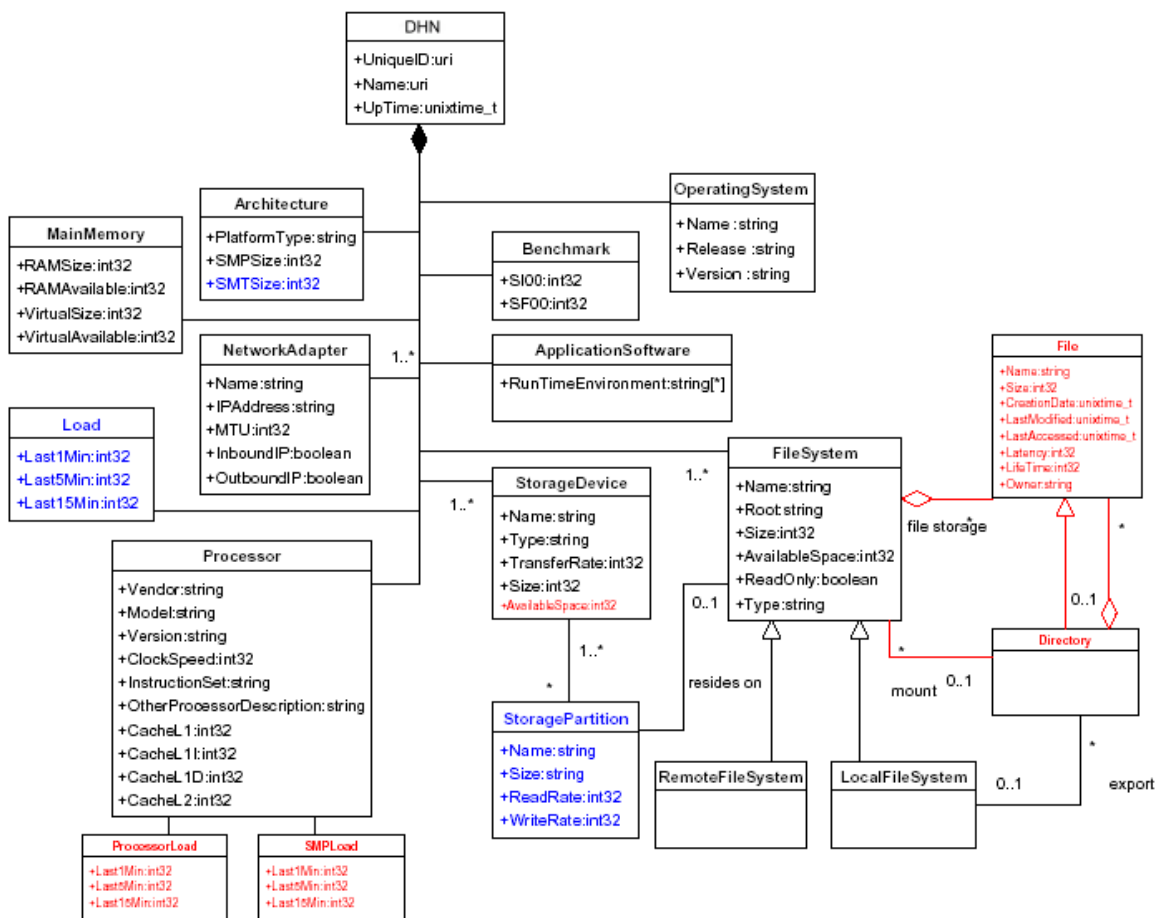 DHN
+UniqueID:uri
+Name:uri
+UpTime:unixtime_t
Architecture
+PlatformType:string
+SMPSize:int32
+SMTSize:int32
OperatingSystem
+Name :string
+Release :string
+Version :string
MainMemory
+RAMSize:int32
+RAMAvailable:int32
+VirtualSize:int32
+VirtualAvailable:int32
Benchmark
+SI00:int32
+SF00:int32
NetworkAdapter
+Name:string
+IPAddress:string
+MTU:int32
+InboundIP:boolean
+OutboundIP:boolean
1..*
ApplicationSoftware
+RunTimeEnvironment:string[*]
File
+Name:string
+Size:int32
+CreationDate:unixtime_t
+LastModified:unixtime_t
+LastAccessed:unixtime_t
+Latency:int32
+LifeTime:int32
+Owner:string
Load
+Last1Min:int32
+Last5Min:int32
+Last15Min:int32
FileSystem
+Name:string
+Root:string
+Size:int32
+AvailableSpace:int32
+ReadOnly:boolean
+Type:string
1..*
StorageDevice
+Name:string
+Type:string
+TransferRate:int32
+Size:int32
+AvailableSpace:int32
1..*
*
file storage
*
0..1
Processor
+Vendor:string
+Model:string
+Version:string
+ClockSpeed:int32
+InstructionSet:string
+OtherProcessorDescription:string
+CacheL1:int32
+CacheL1I:int32
+CacheL1D:int32
+CacheL2:int32
0..1
1..*
*
resides on
*
mount
0..1
Directory
StoragePartition
+Name:string
+Size:string
+ReadRate:int32
+WriteRate:int32
RemoteFileSystem
LocalFileSystem
0..1
*
export
ProcessorLoad
+Last1Min:int32
+Last5Min:int32
+Last15Min:int32
SMPLoad
+Last1Min:int32
+Last5Min:int32
+Last15Min:int32